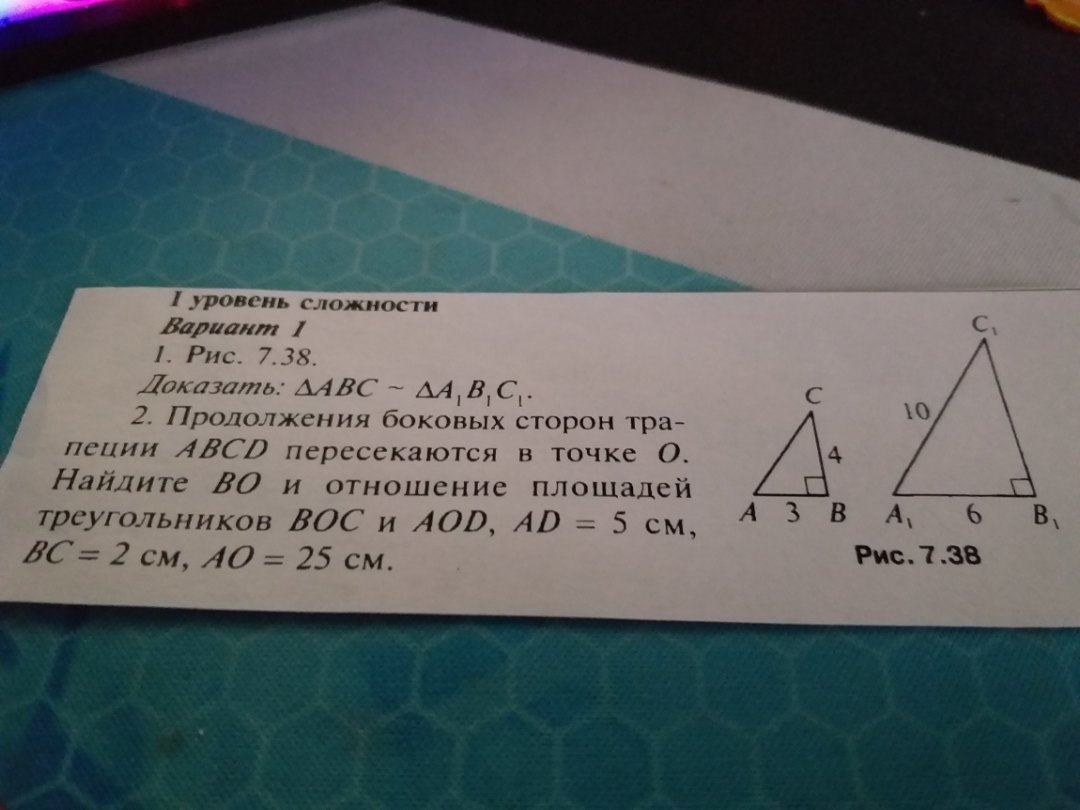 I уровень сложности
Вариант 1
1. Рис. 7.38.
Доказать: ΔABC ~ ΔA₁B₁C₁.
2. Продолжения боковых сторон тра-
пеции ABCD пересекаются в точке O.
Найдите BO и отношение площадей
треугольников BOC и AOD, AD = 5 см,
BC = 2 см, AO = 25 см.
C
4
A 3 B
C₁
10
A₁ 6 B₁
Рис. 7.38